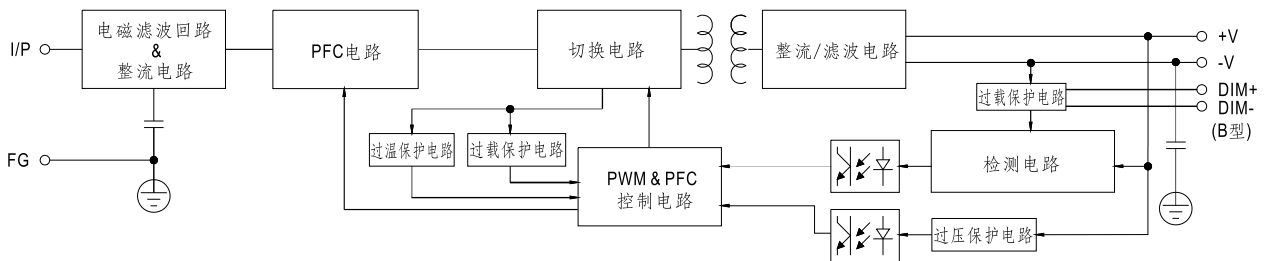 I/P
电磁滤波回路
&
整流电路
PFC电路
切换电路
整流/滤波电路
+V
-V
过载保护电路
DIM+
DIM-
(B型)
FG
过温保护电路
过载保护电路
PWM & PFC
控制电路
检测电路
过压保护电路